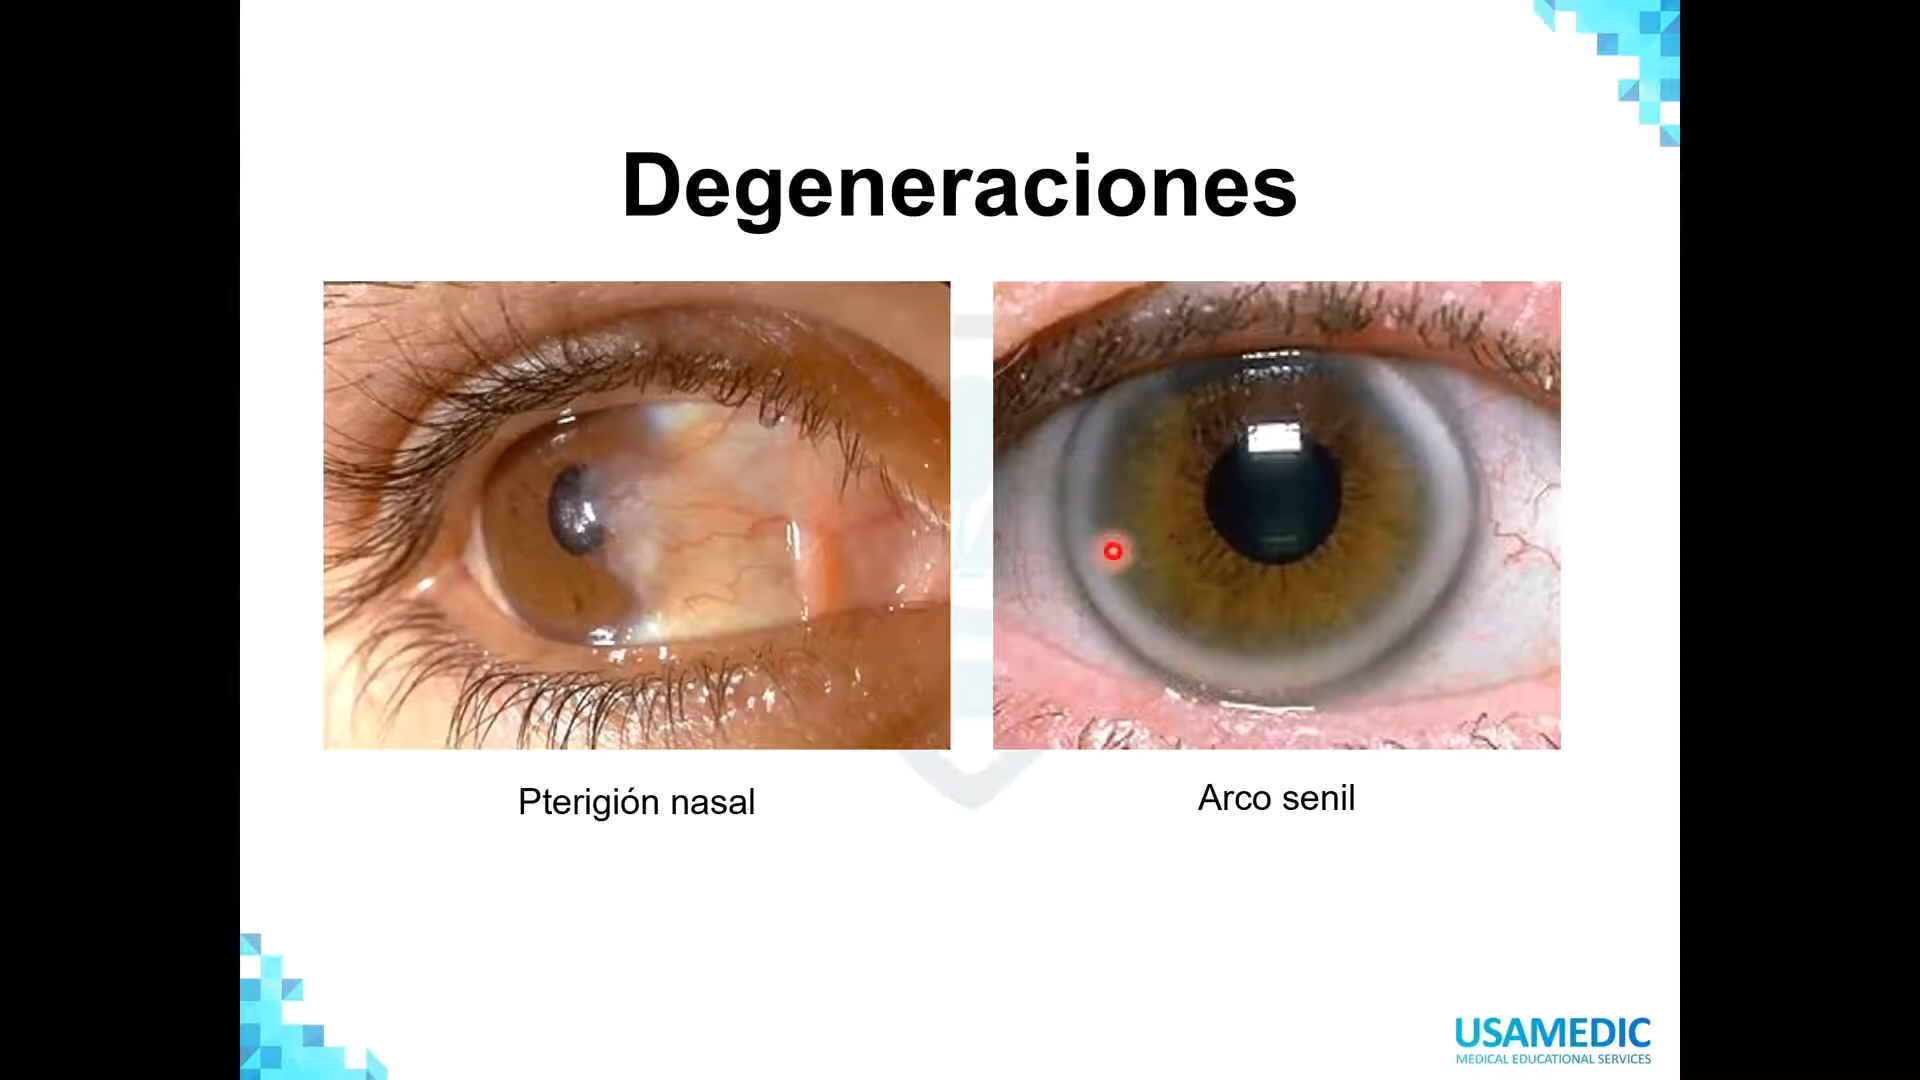 Degeneraciones
Pterigión nasal
Arco senil
USAMEDIC
MEDICAL EDUCATIONAL SERVICES